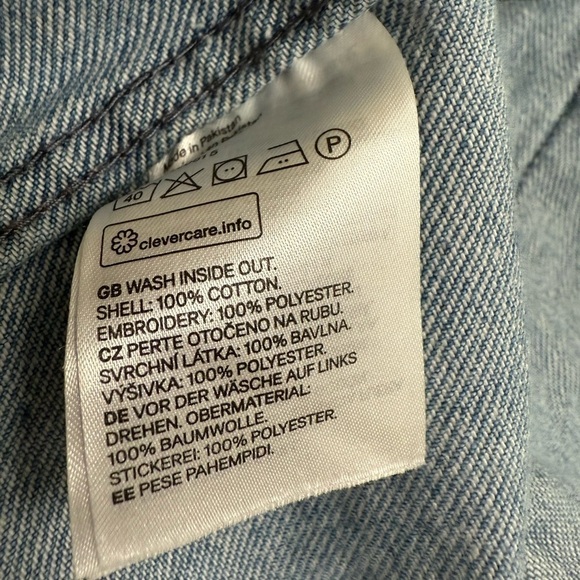 Made in Pakistan
40
P
clevercare.info
GB WASH INSIDE OUT.
SHELL: 100% COTTON.
EMBROIDERY: 100% POLYESTER.
CZ PERTE OTOČENO NA RUBU.
SVRCHNÍ LÁTKA: 100% BAVLNA.
VÝŠIVKA: 100% POLYESTER.
DE VOR DER WÄSCHE AUF LINKS
DREHEN. OBERMATERIAL:
100% BAUMWOLLE.
STICKEREI: 100% POLYESTER.
EE PESE PAHEMPIDI.